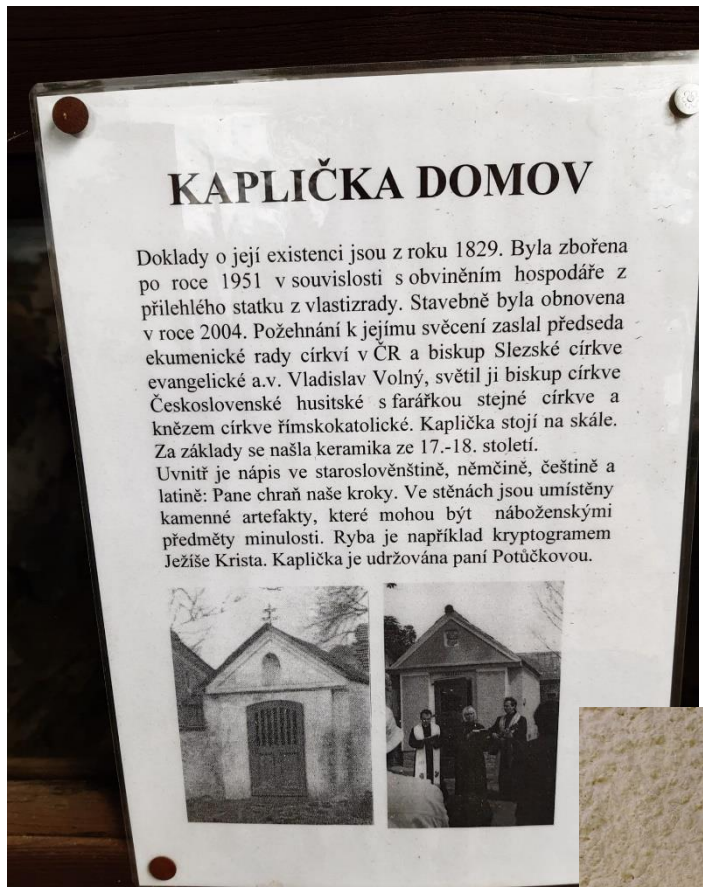 KAPLIČKA DOMOV
Doklady o její existenci jsou z roku 1829. Byla zbořena
po roce 1951 v souvislosti s obviněním hospodáře z
přilehlého statku z vlastizrady. Stavebně byla obnovena
v roce 2004. Požehnání k jejímu svěcení zaslal předseda
ekumenické rady církví v ČR a biskup Slezské církve
evangelické a.v. Vladislav Volný, světil ji biskup církve
Československé husitské s farářkou stejné církve a
knězem církve římskokatolické. Kaplička stojí na skále.
Za základy se našla keramika ze 17.-18. století.
Uvnitř je nápis ve staroslověnštině, němčině, češtině a
latině: Pane chraň naše kroky. Ve stěnách jsou umístěny
kamenné artefakty, které mohou být náboženskými
předměty minulosti. Ryba je například kryptogramem
Ježíše Krista. Kaplička je udržována paní Potůčkovou.